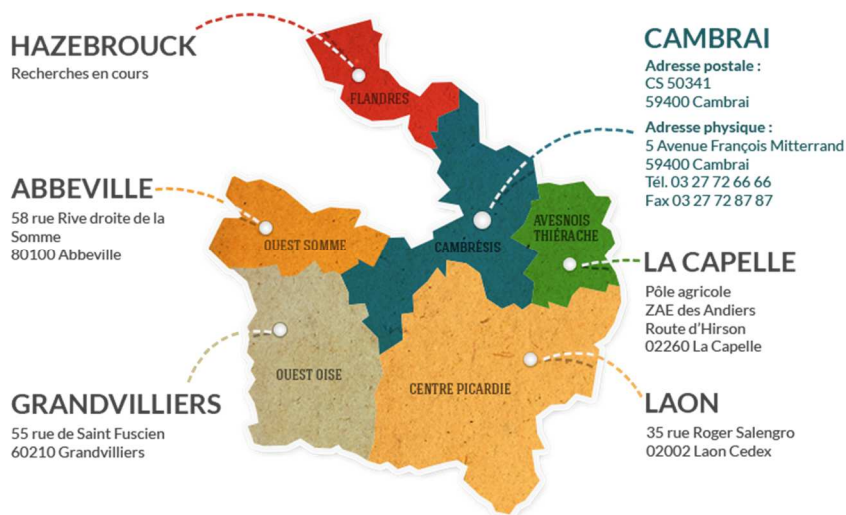 HAZEBROUCK
Recherches en cours
FLANDRES
CAMBRAI
Adresse postale :
CS 50341
59400 Cambrai
Adresse physique :
5 Avenue François Mitterrand
59400 Cambrai
Tél. 03 27 72 66 66
Fax 03 27 72 87 87
ABBEVILLE
58 rue Rive droite de la
Somme
80100 Abbeville
OUEST SOMME
CAMBRÉSIS
AVESNOIS
THIÉRACHE
LA CAPELLE
Pôle agricole
ZAE des Andiers
Route d'Hirson
02260 La Capelle
OUEST OISE
CENTRE PICARDIE
GRANDVILLIERS
55 rue de Saint Fuscien
60210 Grandvilliers
LAON
35 rue Roger Salengro
02002 Laon Cedex